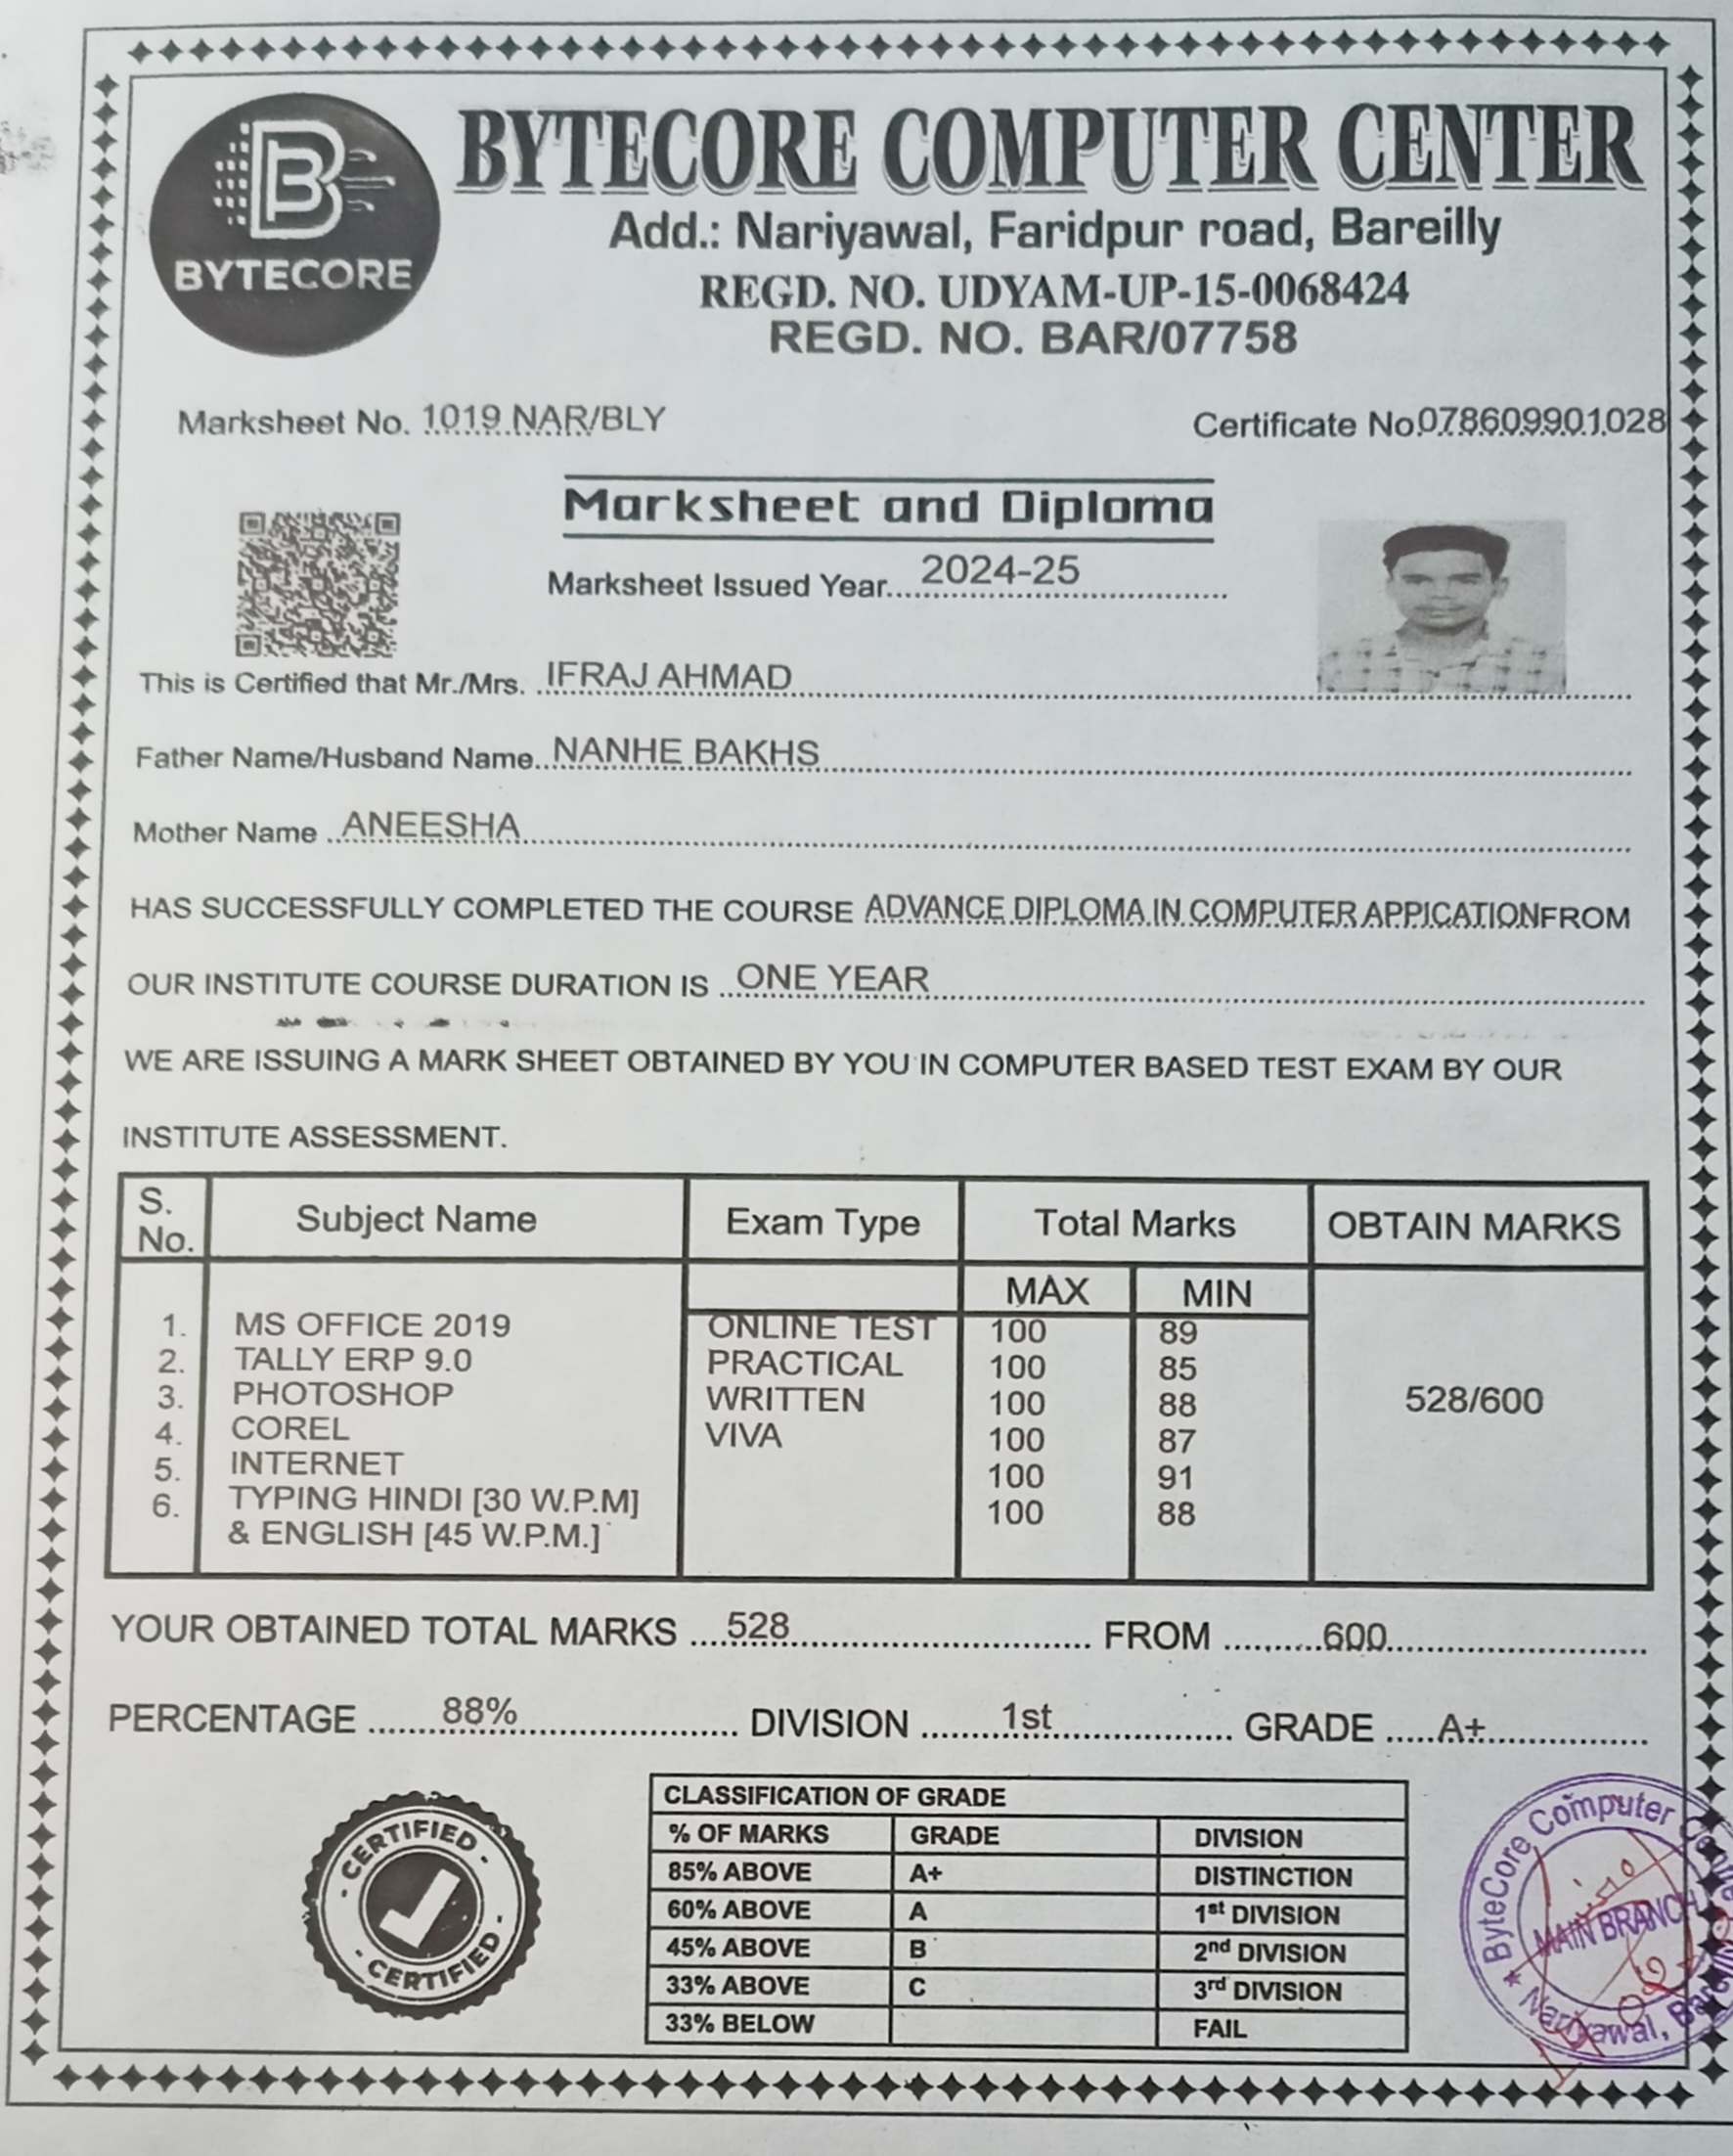 BYTECORE COMPUTER CENTER
BYTECORE
Add.: Nariyawal, Faridpur road, Bareilly
REGD. NO. UDYAM-UP-15-0068424
REGD. NO. BAR/07758
Marksheet No. 1019 NAR/BLY Certificate No.078609901028
Marksheet and Diploma
Marksheet Issued Year 2024-25
This is Certified that Mr./Mrs. IFRAJ AHMAD
Father Name/Husband Name NANHE BAKHS
Mother Name ANEESHA
HAS SUCCESSFULLY COMPLETED THE COURSE ADVANCE DIPLOMA IN COMPUTER APPICATION FROM
OUR INSTITUTE COURSE DURATION IS ONE YEAR
WE ARE ISSUING A MARK SHEET OBTAINED BY YOU IN COMPUTER BASED TEST EXAM BY OUR
INSTITUTE ASSESSMENT.
S. No. Subject Name Exam Type Total Marks OBTAIN MARKS
MAX MIN
1. MS OFFICE 2019 ONLINE TEST 100 89
2. TALLY ERP 9.0 PRACTICAL 100 85
3. PHOTOSHOP WRITTEN 100 88 528/600
4. COREL VIVA 100 87
5. INTERNET 100 91
6. TYPING HINDI [30 W.P.M] 100 88
& ENGLISH [45 W.P.M.]
YOUR OBTAINED TOTAL MARKS 528 FROM 600
PERCENTAGE 88% DIVISION 1st GRADE A+
CERTIFIED
CERTIFIED
CLASSIFICATION OF GRADE
% OF MARKS GRADE DIVISION
85% ABOVE A+ DISTINCTION
60% ABOVE A 1st DIVISION
45% ABOVE B 2nd DIVISION
33% ABOVE C 3rd DIVISION
33% BELOW FAIL
ByteCore Computer
MAIN BRANCH
Nariyawal,